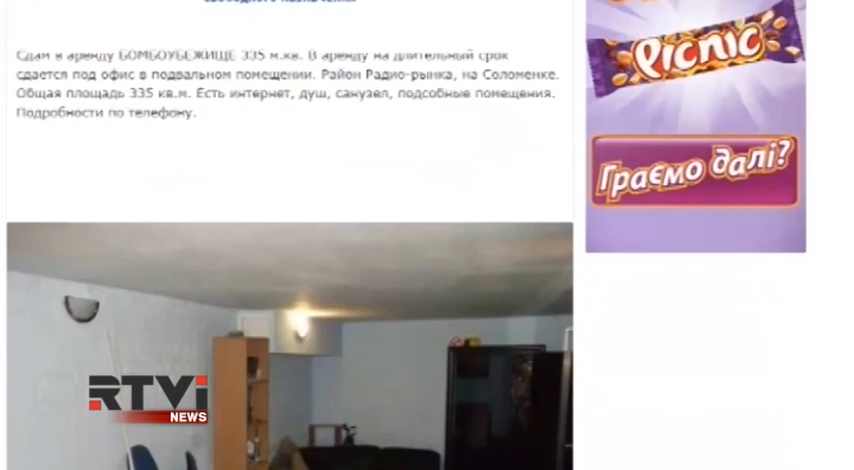 Сдам в аренду БОМБОУБЕЖИЩЕ 335 м.кв. В аренду на длительный срок
сдается под офис в подвальном помещении. Район Радио-рынка, на Соломенке.
Общая площадь 335 кв.м. Есть интернет, душ, санузел, подсобные помещения.
Подробности по телефону.
Picnic
Граємо далі?
RTVi
NEWS